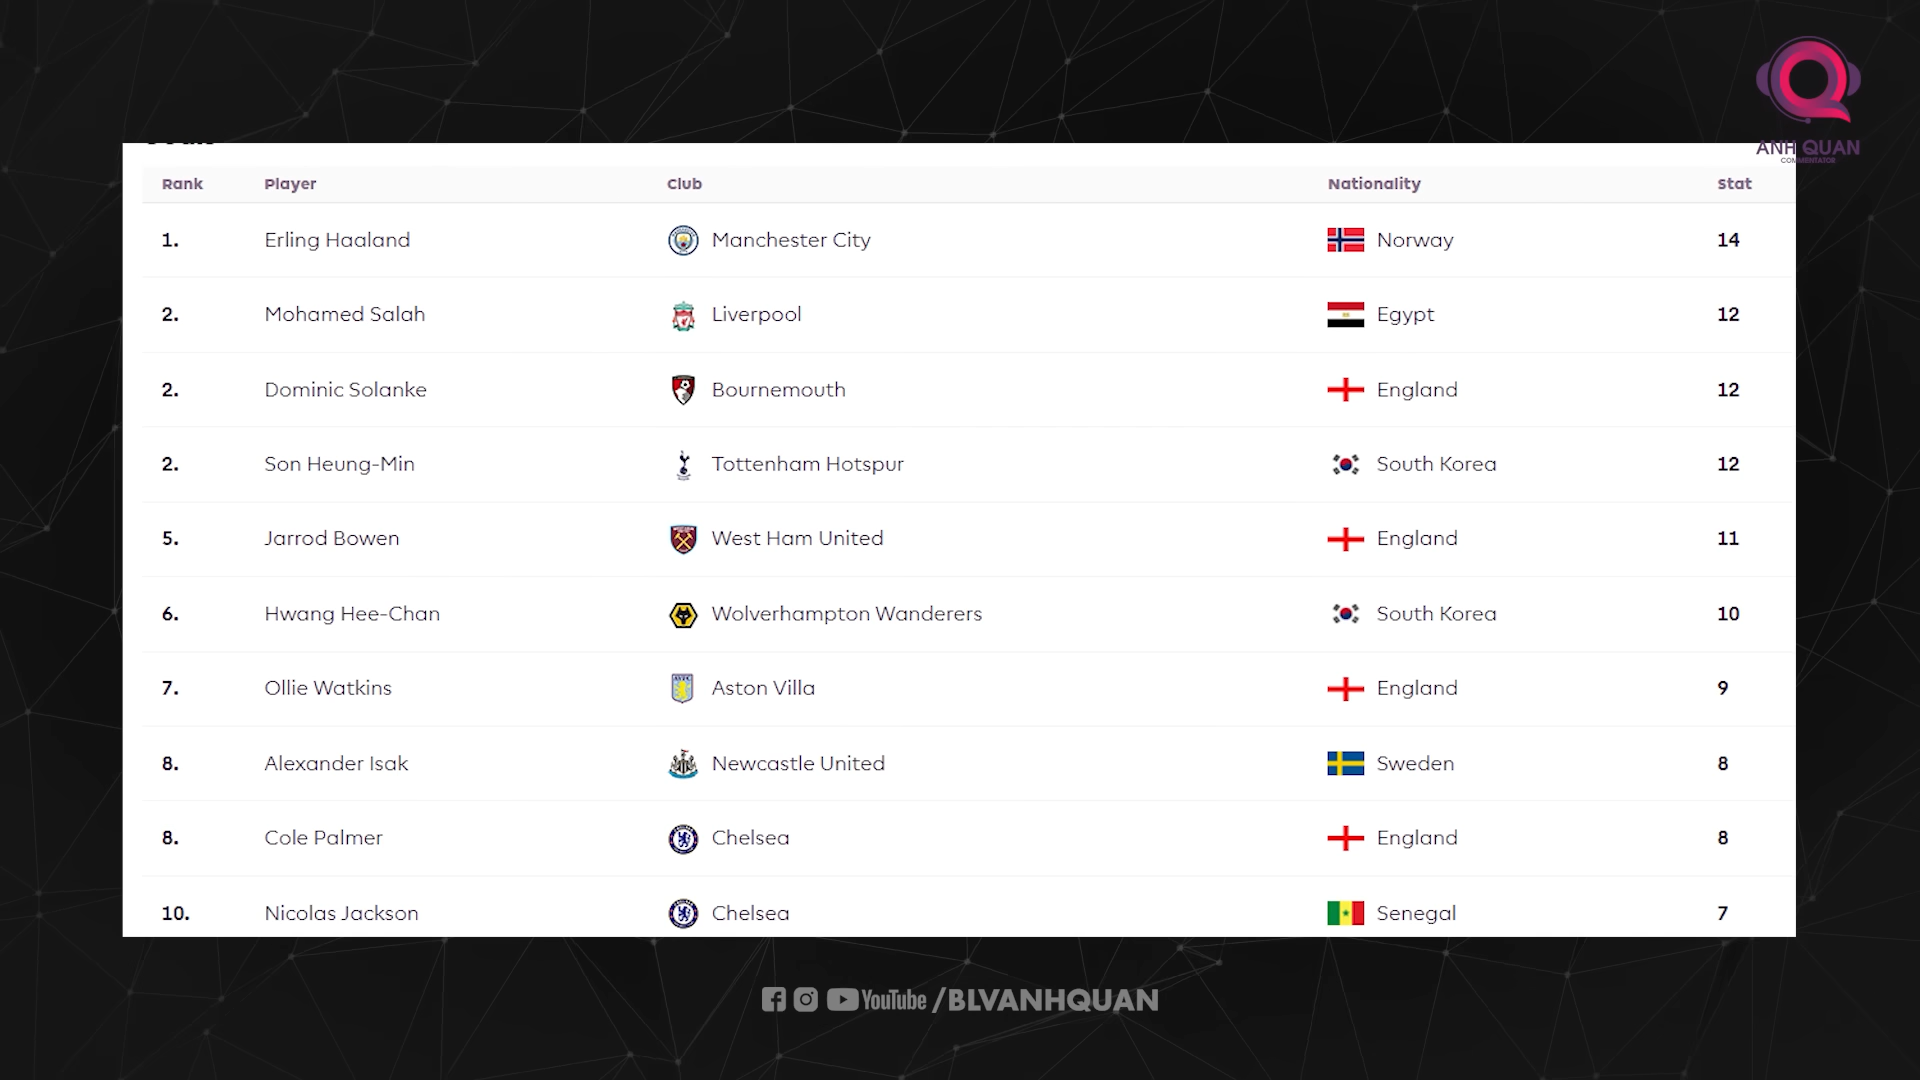 ANH QUAN
COMMENTATOR
Rank Player Club Nationality Stat
1. Erling Haaland Manchester City Norway 14
2. Mohamed Salah Liverpool Egypt 12
2. Dominic Solanke Bournemouth England 12
2. Son Heung-Min Tottenham Hotspur South Korea 12
5. Jarrod Bowen West Ham United England 11
6. Hwang Hee-Chan Wolverhampton Wanderers South Korea 10
7. Ollie Watkins Aston Villa England 9
8. Alexander Isak Newcastle United Sweden 8
8. Cole Palmer Chelsea England 8
10. Nicolas Jackson Chelsea Senegal 7
YouTube /BLVANHQUAN